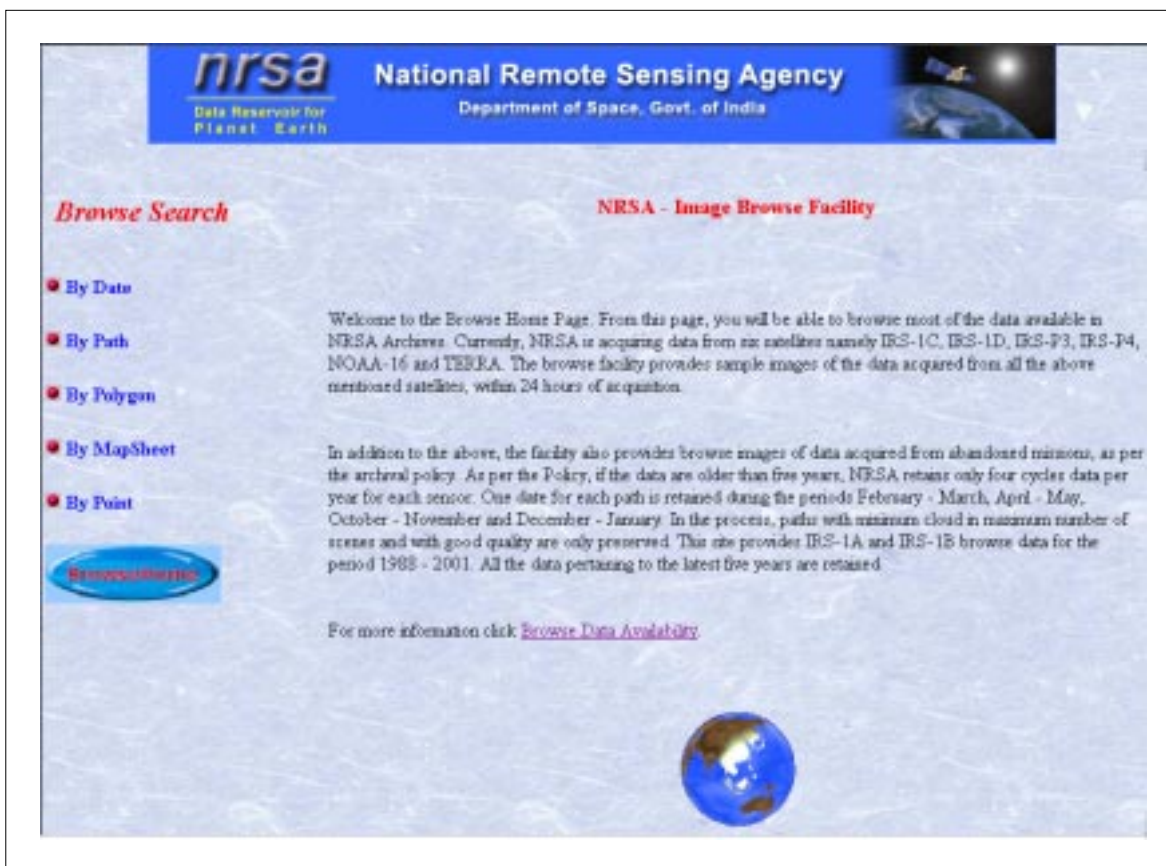 nrsa
Data Reservoir for
Planet Earth
National Remote Sensing Agency
Department of Space, Govt. of India
Browse Search
By Date
By Path
By Polygon
By MapSheet
By Point
BrowseHome
NRSA - Image Browse Facility
Welcome to the Browse Home Page. From this page, you will be able to browse most of the data available in
NRSA Archives. Currently, NRSA is acquiring data from six satellites namely IRS-1C, IRS-1D, IRS-P3, IRS-P4,
NOAA-16 and TERRA. The browse facility provides sample images of the data acquired from all the above
mentioned satellites, within 24 hours of acquisition.
In addition to the above, the facility also provides browse images of data acquired from abandoned missions, as per
the archival policy. As per the Policy, if the data are older than five years, NRSA retains only four cycles data per
year for each sensor. One date for each path is retained during the periods February - March, April - May,
October - November and December - January. In the process, paths with minimum cloud in maximum number of
scenes and with good quality are only preserved. This site provides IRS-1A and IRS-1B browse data for the
period 1988 - 2001. All the data pertaining to the latest five years are retained.
For more information click Browse Data Availability.